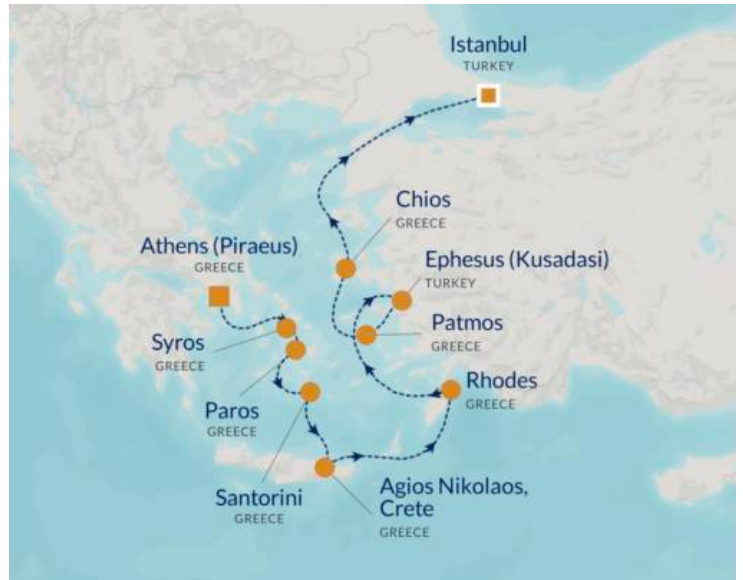 Istanbul
TURKEY
Chios
GREECE
Athens (Piraeus)
GREECE
Ephesus (Kusadasi)
TURKEY
Syros
GREECE
Patmos
GREECE
Paros
GREECE
Rhodes
GREECE
Santorini
GREECE
Agios Nikolaos,
Crete
GREECE